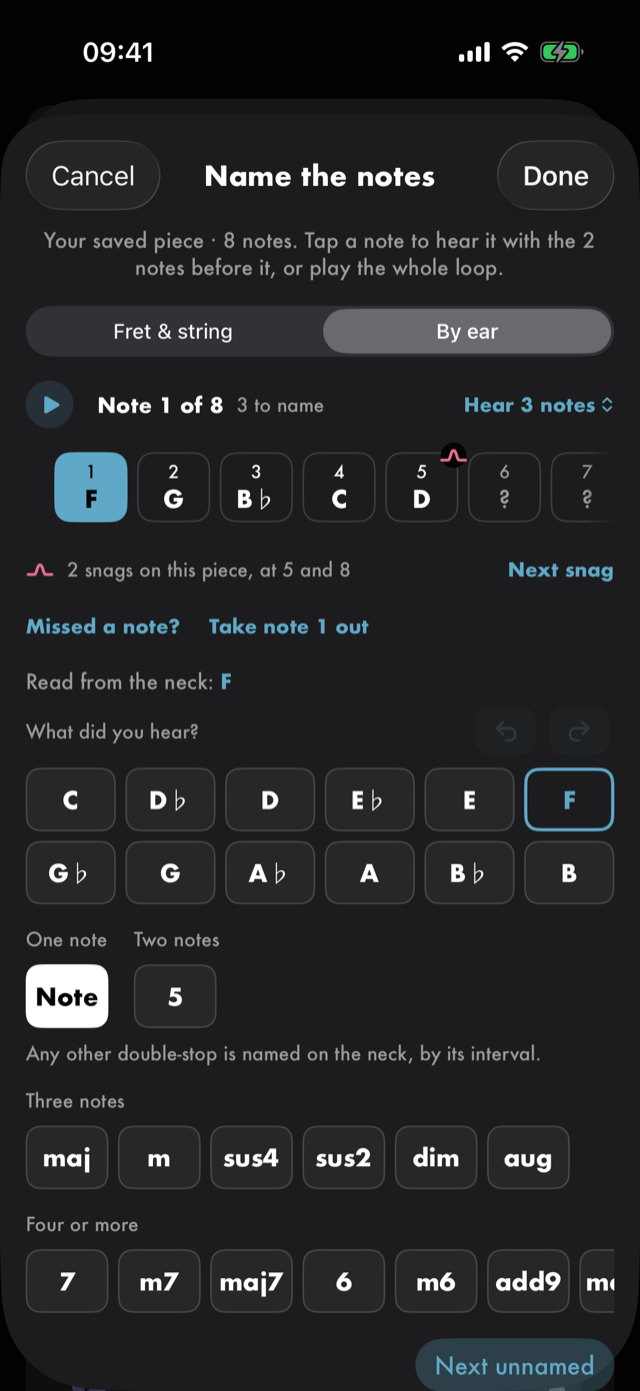 09:41
Cancel
Name the notes
Done
Your saved piece · 8 notes. Tap a note to hear it with the 2
notes before it, or play the whole loop.
Fret & string
By ear
Note 1 of 8 3 to name
Hear 3 notes
1 2 3 4 5 6 7
F G B♭ C D ? ?
2 snags on this piece, at 5 and 8
Next snag
Missed a note? Take note 1 out
Read from the neck: F
What did you hear?
C D♭ D E♭ E F
G♭ G A♭ A B♭ B
One note Two notes
Note 5
Any other double-stop is named on the neck, by its interval.
Three notes
maj m sus4 sus2 dim aug
Four or more
7 m7 maj7 6 m6 add9
Next unnamed